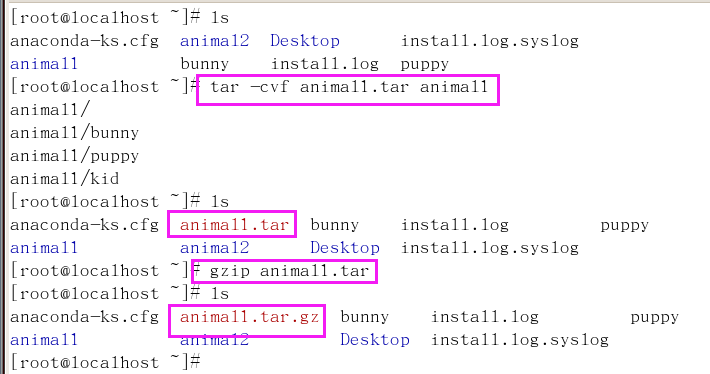 [root@localhost ~]# ls
anaconda-ks.cfg animal2 Desktop install.log.syslog
animal1 bunny install.log puppy
[root@localhost ~]# tar -cvf animal1.tar animal1
animal1/
animal1/bunny
animal1/puppy
animal1/kid
[root@localhost ~]# ls
anaconda-ks.cfg animal1.tar bunny install.log puppy
animal1 animal2 Desktop install.log.syslog
[root@localhost ~]# gzip animal1.tar
[root@localhost ~]# ls
anaconda-ks.cfg animal1.tar.gz bunny install.log puppy
animal1 animal2 Desktop install.log.syslog
[root@localhost ~]#